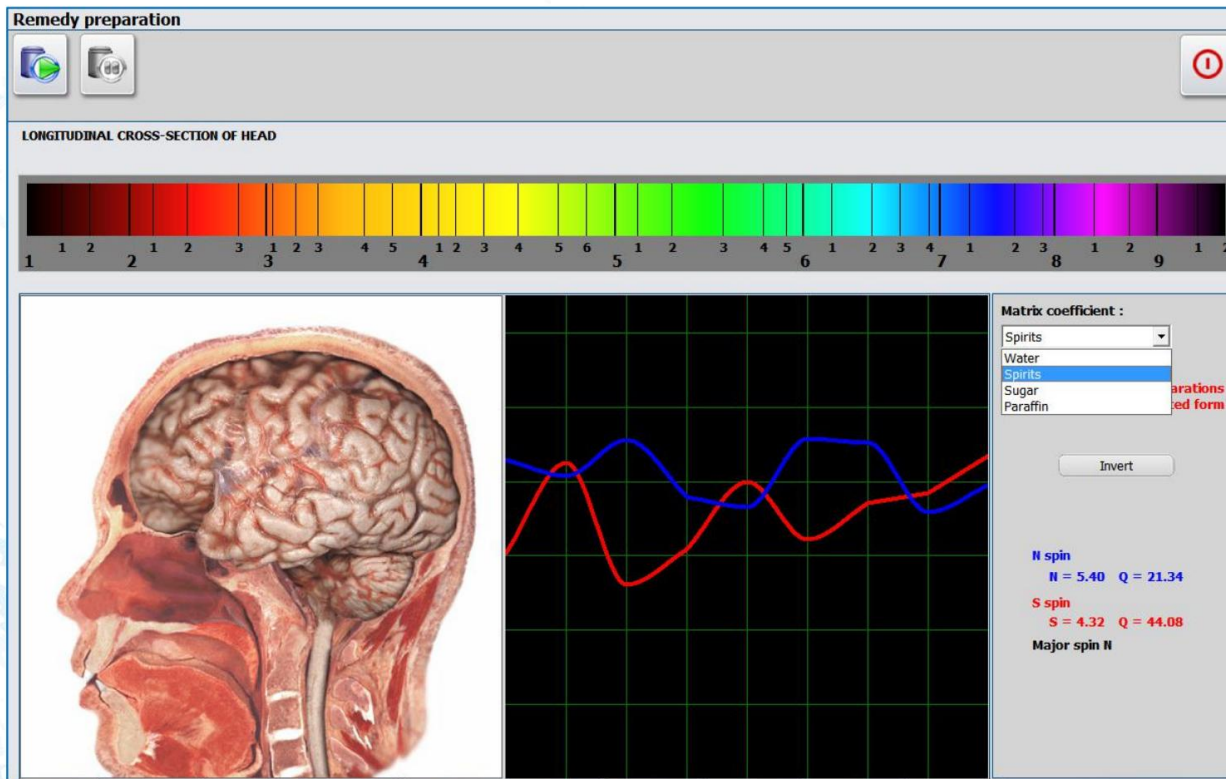 Remedy preparation
LONGITUDINAL CROSS-SECTION OF HEAD
1 2 1 2 3 1 2 3 4 5 1 2 3 4 5 6 1 2 3 4 5 1 2 3 4 1 2 3 1 2 1 2
1 2 3 4 5 6 7 8 9
Matrix coefficient :
Spirits
Water
Spirits
Sugar
Paraffin
Invert
N spin
N = 5.40 Q = 21.34
S spin
S = 4.32 Q = 44.08
Major spin N